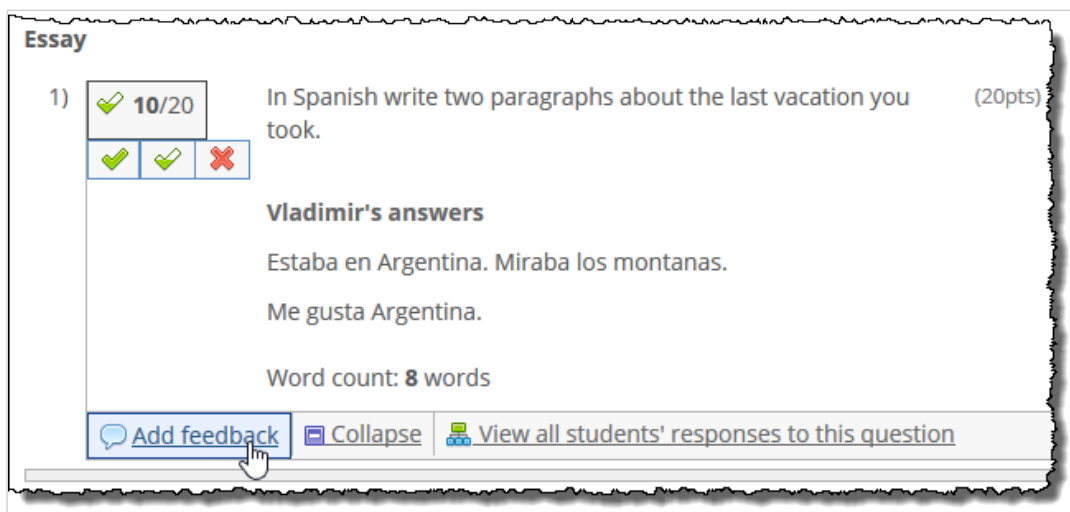 Essay
1) 10/20 In Spanish write two paragraphs about the last vacation you (20pts)
took.
Vladimir's answers
Estaba en Argentina. Miraba los montanas.
Me gusta Argentina.
Word count: 8 words
Add feedback Collapse View all students' responses to this question